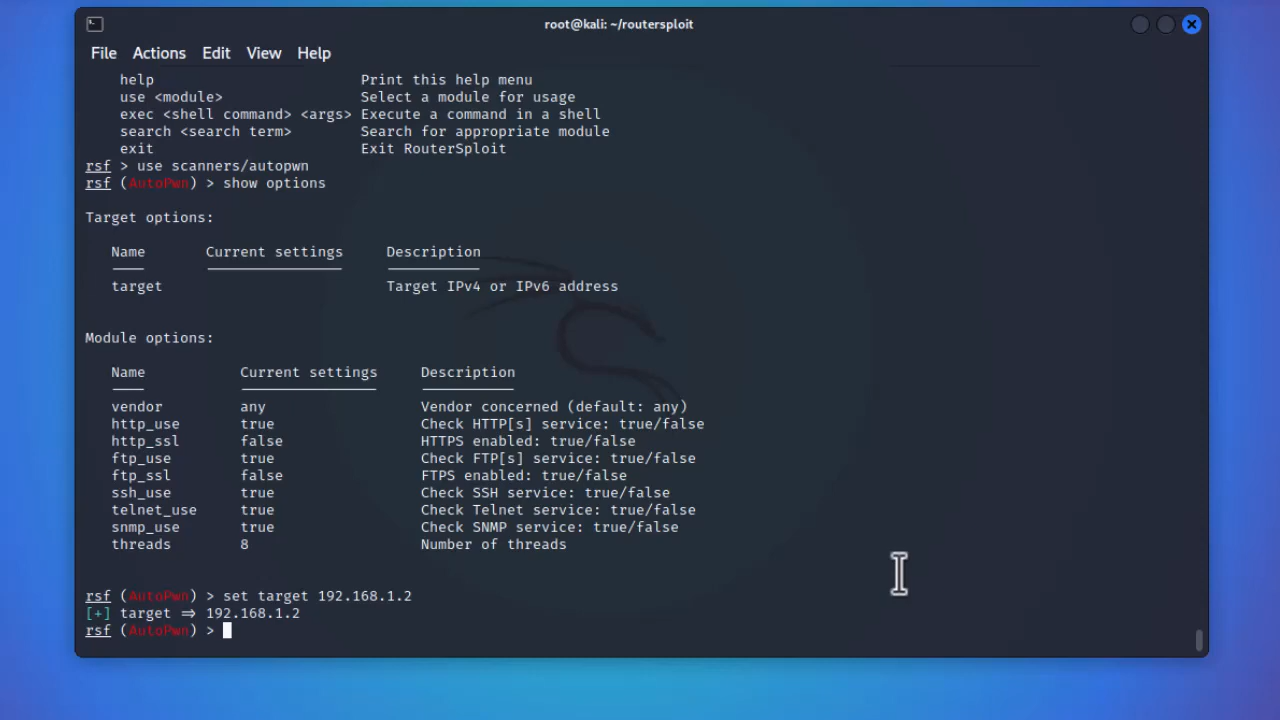 root@kali: ~/routersploit
File Actions Edit View Help
help Print this help menu
use <module> Select a module for usage
exec <shell command> <args> Execute a command in a shell
search <search term> Search for appropriate module
exit Exit RouterSploit
rsf > use scanners/autopwn
rsf (AutoPwn) > show options
Target options:
Name Current settings Description
target Target IPv4 or IPv6 address
Module options:
Name Current settings Description
vendor any Vendor concerned (default: any)
http_use true Check HTTP[s] service: true/false
http_ssl false HTTPS enabled: true/false
ftp_use true Check FTP[s] service: true/false
ftp_ssl false FTPS enabled: true/false
ssh_use true Check SSH service: true/false
telnet_use true Check Telnet service: true/false
snmp_use true Check SNMP service: true/false
threads 8 Number of threads
rsf (AutoPwn) > set target 192.168.1.2
[+] target ⇒ 192.168.1.2
rsf (AutoPwn) >